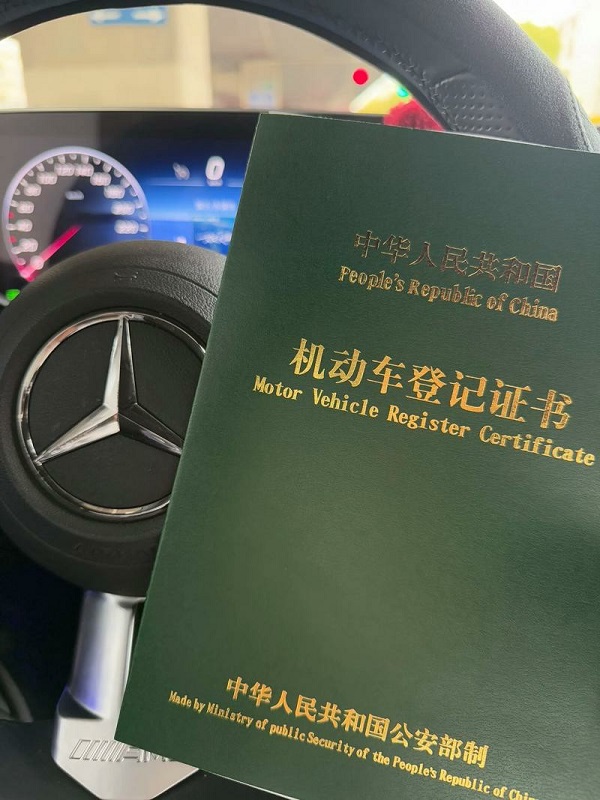 0
中华人民共和国
People's Republic of China
机动车登记证书
Motor Vehicle Register Certificate
中华人民共和国公安部制
Made by Ministry of public Security of the People's Republic of
AMG